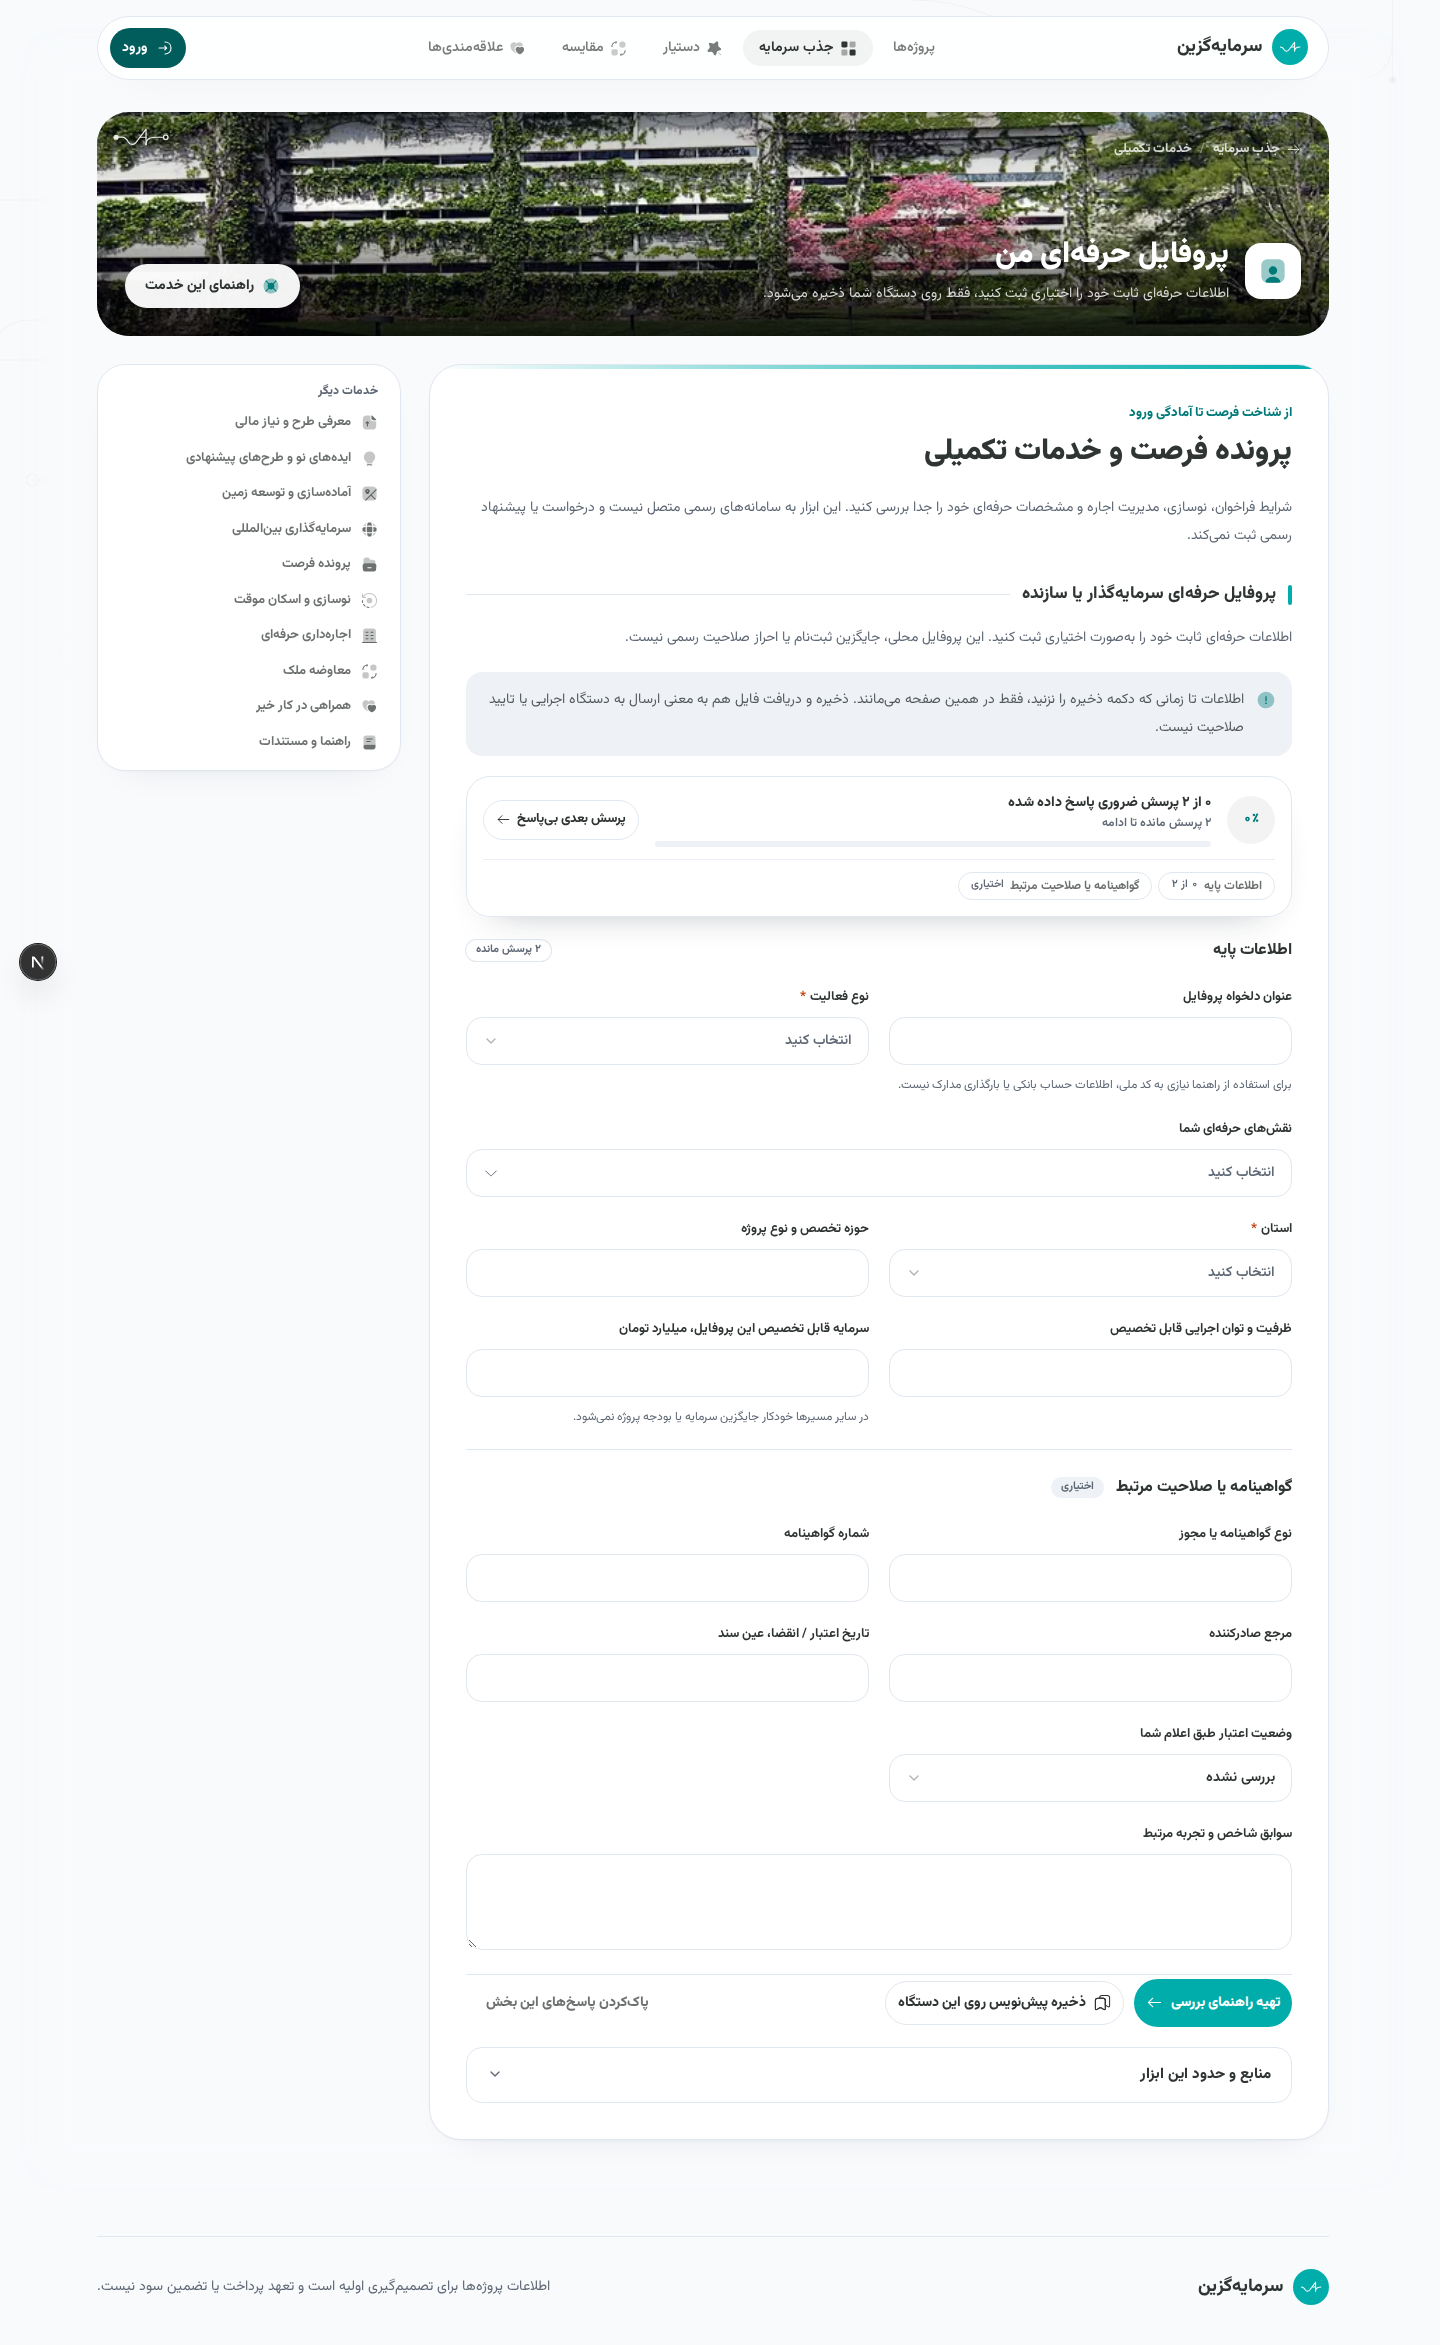 سرمایه‌گزین
پروژه‌ها
جذب سرمایه
دستیار
مقایسه
علاقه‌مندی‌ها
ورود
جذب سرمایه / خدمات تکمیلی
پروفایل حرفه‌ای من
اطلاعات حرفه‌ای ثابت خود را اختیاری ثبت کنید، فقط روی دستگاه شما ذخیره می‌شود.
راهنمای این خدمت
از شناخت فرصت تا آمادگی ورود
پرونده فرصت و خدمات تکمیلی
شرایط فراخوان، نوسازی، مدیریت اجاره و مشخصات حرفه‌ای خود را جدا بررسی کنید. این ابزار به سامانه‌های رسمی متصل نیست و درخواست یا پیشنهاد
رسمی ثبت نمی‌کند.
پروفایل حرفه‌ای سرمایه‌گذار یا سازنده
اطلاعات حرفه‌ای ثابت خود را به‌صورت اختیاری ثبت کنید. این پروفایل محلی، جایگزین ثبت‌نام یا احراز صلاحیت رسمی نیست.
اطلاعات تا زمانی که دکمه ذخیره را نزنید، فقط در همین صفحه می‌مانند. ذخیره و دریافت فایل هم به معنی ارسال به دستگاه اجرایی یا تایید
صلاحیت نیست.
۰٪
۰ از ۲ پرسش ضروری پاسخ داده شده
۲ پرسش مانده تا ادامه
پرسش بعدی بی‌پاسخ
اطلاعات پایه ۰ از ۲
گواهینامه یا صلاحیت مرتبط اختیاری
اطلاعات پایه
۲ پرسش مانده
عنوان دلخواه پروفایل
نوع فعالیت *
انتخاب کنید
برای استفاده از راهنما نیازی به کد ملی، اطلاعات حساب بانکی یا بارگذاری مدارک نیست.
نقش‌های حرفه‌ای شما
انتخاب کنید
استان *
حوزه تخصص و نوع پروژه
انتخاب کنید
ظرفیت و توان اجرایی قابل تخصیص
سرمایه قابل تخصیص این پروفایل، میلیارد تومان
در سایر مسیرها خودکار جایگزین سرمایه یا بودجه پروژه نمی‌شود.
گواهینامه یا صلاحیت مرتبط
اختیاری
نوع گواهینامه یا مجوز
شماره گواهینامه
مرجع صادرکننده
تاریخ اعتبار / انقضا، عین سند
وضعیت اعتبار طبق اعلام شما
بررسی نشده
سوابق شاخص و تجربه مرتبط
تهیه راهنمای بررسی
ذخیره پیش‌نویس روی این دستگاه
پاک‌کردن پاسخ‌های این بخش
منابع و حدود این ابزار
خدمات دیگر
معرفی طرح و نیاز مالی
ایده‌های نو و طرح‌های پیشنهادی
آماده‌سازی و توسعه زمین
سرمایه‌گذاری بین‌المللی
پرونده فرصت
نوسازی و اسکان موقت
اجاره‌داری حرفه‌ای
معاوضه ملک
همراهی در کار خیر
راهنما و مستندات
N
سرمایه‌گزین
اطلاعات پروژه‌ها برای تصمیم‌گیری اولیه است و تعهد پرداخت یا تضمین سود نیست.